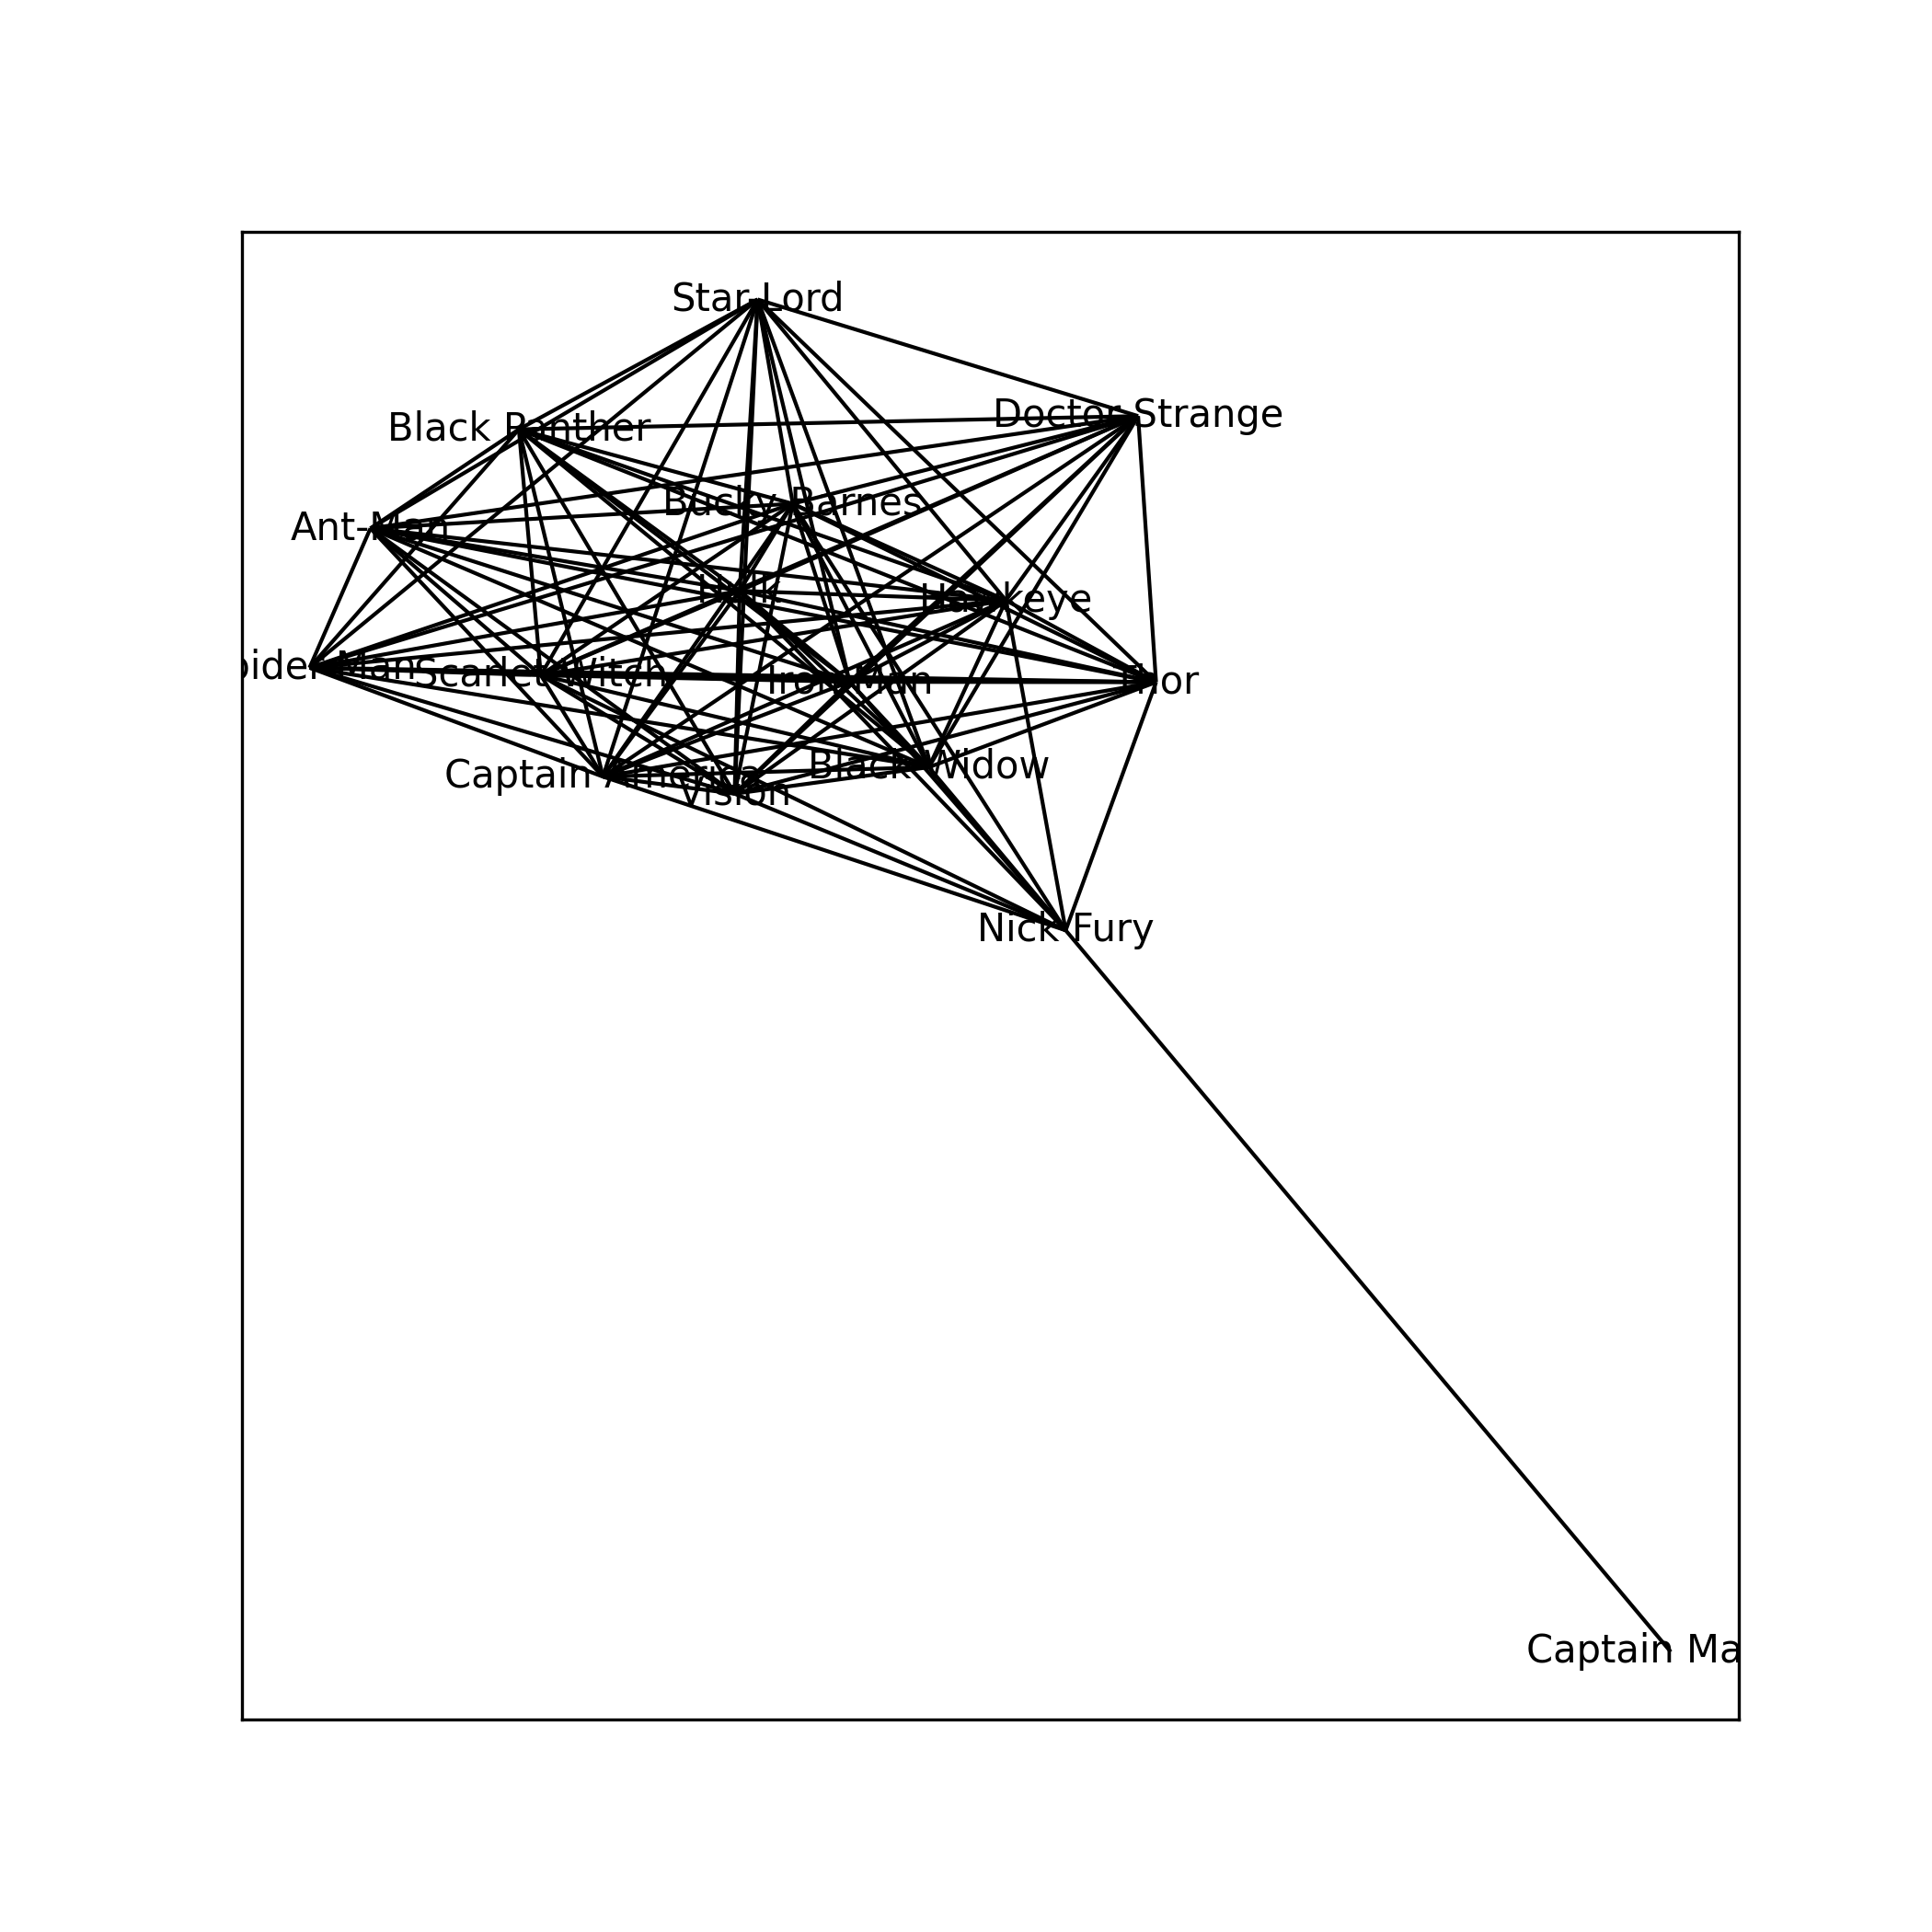 Star-Lord
Doctor Strange
Black Panther
Bucky Barnes
Ant-Man
Hulk
Hawkeye
pider-Man
Scarlet Witch
Iron Man
Thor
Black Widow
Captain America
Vision
Nick Fury
Captain Ma